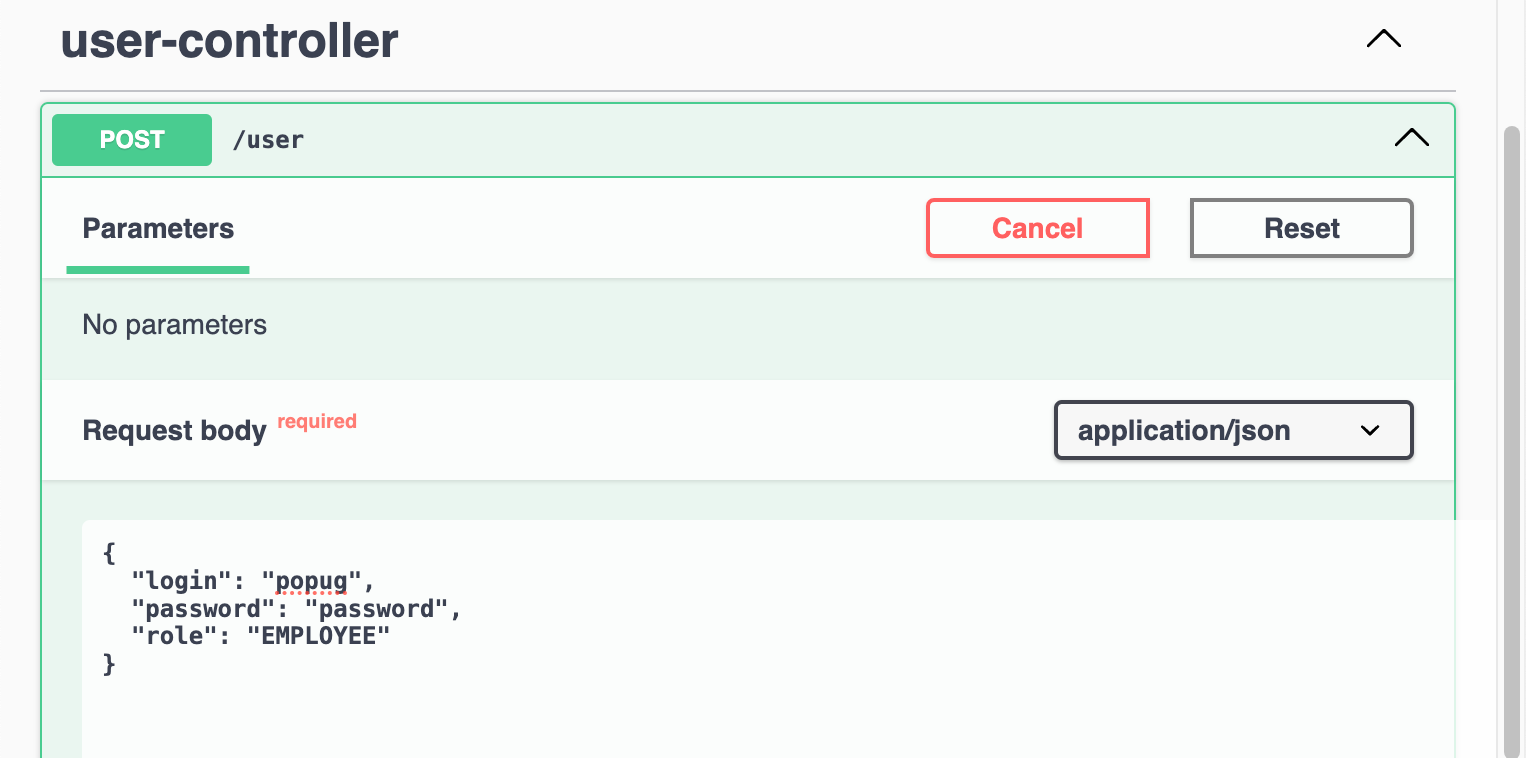 user-controller
POST /user
Parameters
Cancel
Reset
No parameters
Request body required
application/json
{
  "login": "popug",
  "password": "password",
  "role": "EMPLOYEE"
}